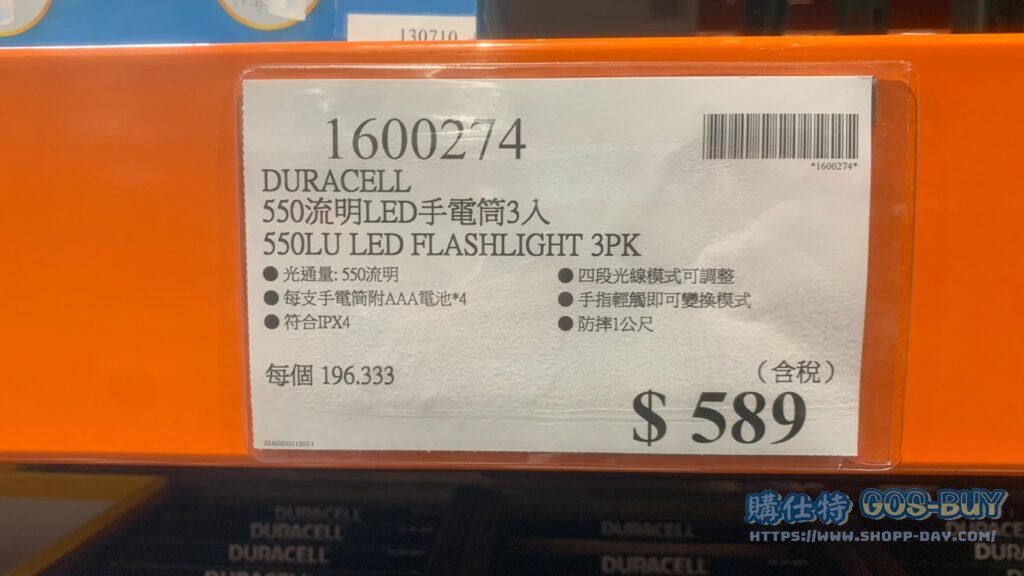 130710
1600274
*1600274*
DURACELL
550流明LED手電筒3入
550LU LED FLASHLIGHT 3PK
● 光通量: 550流明
● 四段光線模式可調整
● 每支手電筒附AAA電池*4
● 手指輕觸即可變換模式
● 符合IPX4
● 防摔1公尺
每個 196.333
(含稅)
$ 589
購仕特 GOS-BUY
HTTPS://WWW.SHOPP-DAY.COM/
DURACELL
DURACELL
DURACELL
DURACELL
DURACELL
DURACELL
DURACELL